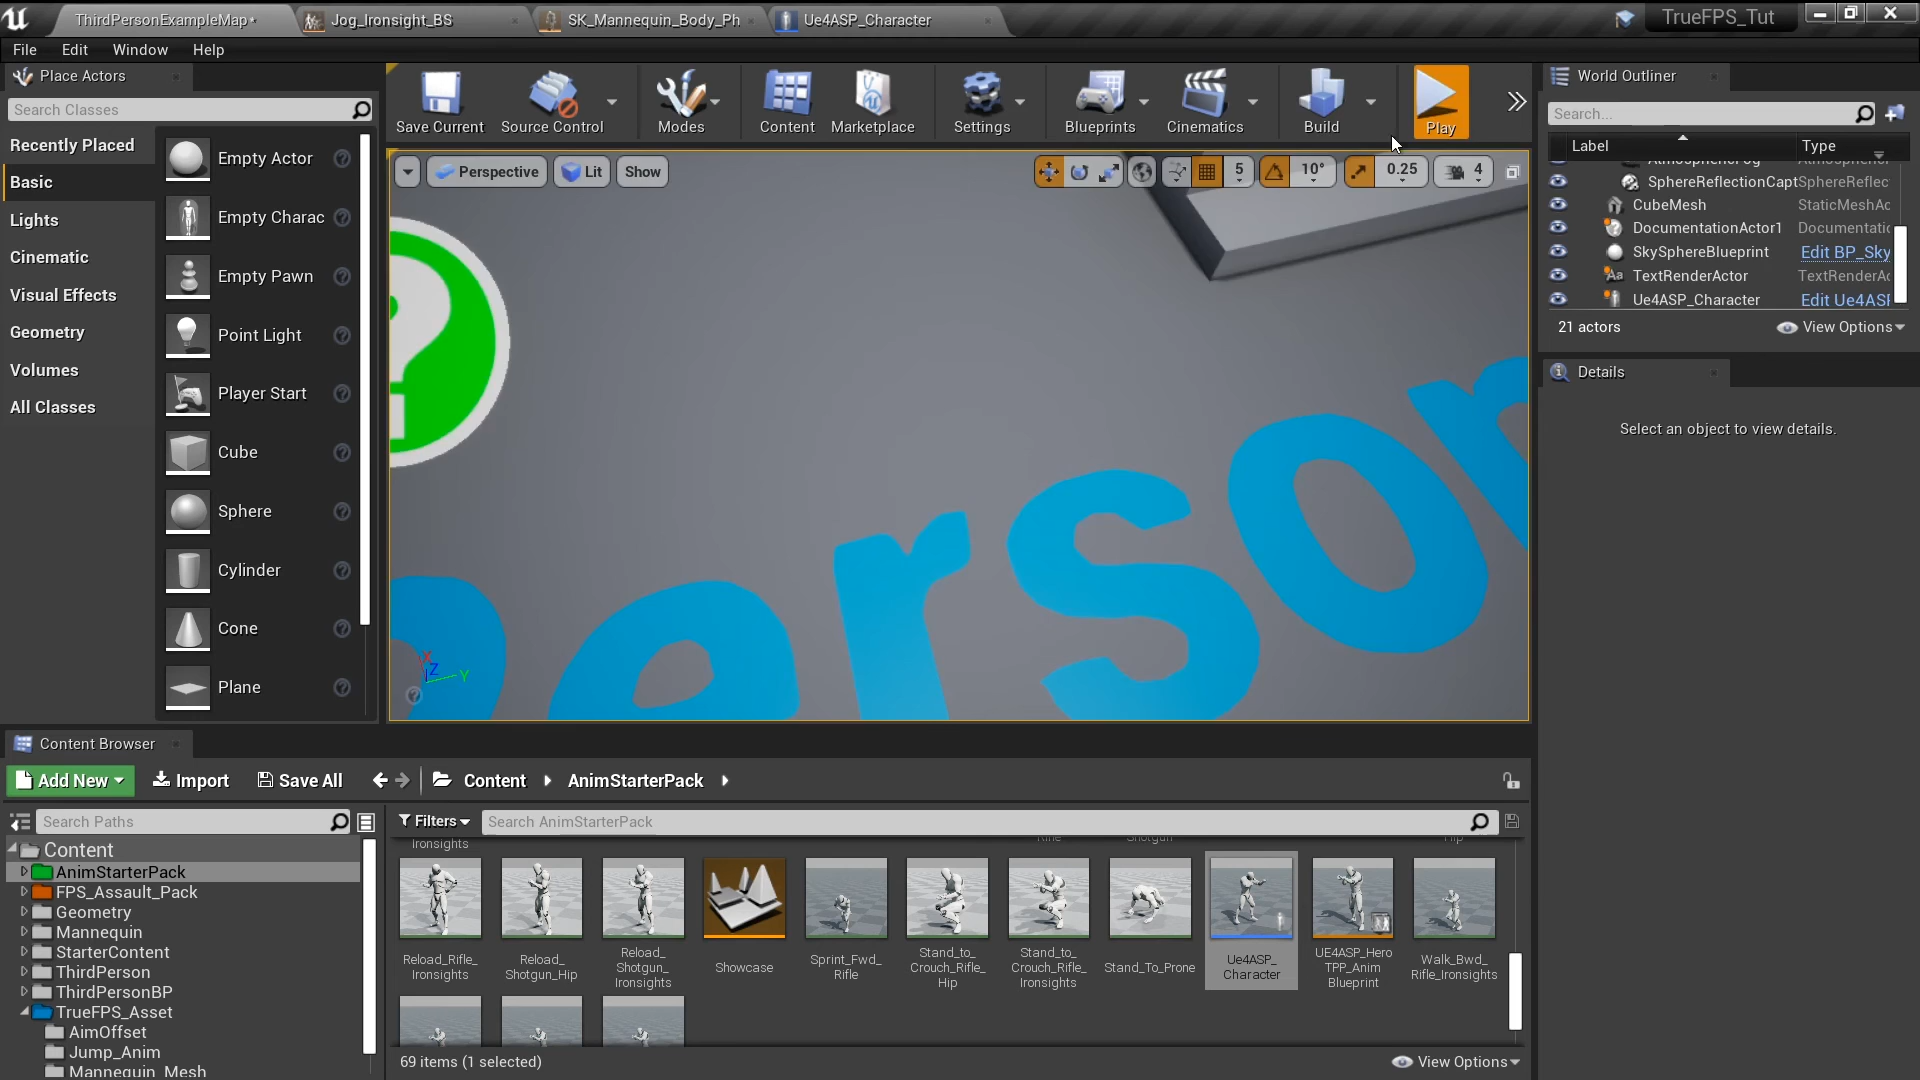 ThirdPersonExampleMap*
Jog_Ironsight_BS
SK_Mannequin_Body_Ph
Ue4ASP_Character
TrueFPS_Tut
File Edit Window Help
Place Actors
Search Classes
Recently Placed
Basic
Lights
Cinematic
Visual Effects
Geometry
Volumes
All Classes
Empty Actor
Empty Charac
Empty Pawn
Point Light
Player Start
Cube
Sphere
Cylinder
Cone
Plane
Save Current
Source Control
Modes
Content
Marketplace
Settings
Blueprints
Cinematics
Build
Play
Perspective
Lit
Show
5
10°
0.25
4
Person
X
Z
Y
World Outliner
Search...
Label Type
SphereReflectionCapt SphereReflec
CubeMesh StaticMeshAc
DocumentationActor1 Documentatic
SkySphereBlueprint Edit BP_Sky
TextRenderActor TextRenderAc
Ue4ASP_Character Edit Ue4ASP
21 actors
View Options
Details
Select an object to view details.
Content Browser
Add New
Import
Save All
Content
AnimStarterPack
Search Paths
Filters
Search AnimStarterPack
Content
AnimStarterPack
FPS_Assault_Pack
Geometry
Mannequin
StarterContent
ThirdPerson
ThirdPersonBP
TrueFPS_Asset
AimOffset
Jump_Anim
Mannequin_Mesh
Ironsights
Reload_Rifle_
Ironsights
Reload_
Shotgun_Hip
Reload_
Shotgun_
Ironsights
Showcase
Sprint_Fwd_
Rifle
Stand_to_
Crouch_Rifle_
Hip
Stand_to_
Crouch_Rifle_
Ironsights
Stand_To_Prone
Ue4ASP_
Character
UE4ASP_Hero
TPP_Anim
Blueprint
Walk_Bwd_
Rifle_Ironsights
69 items (1 selected)
View Options